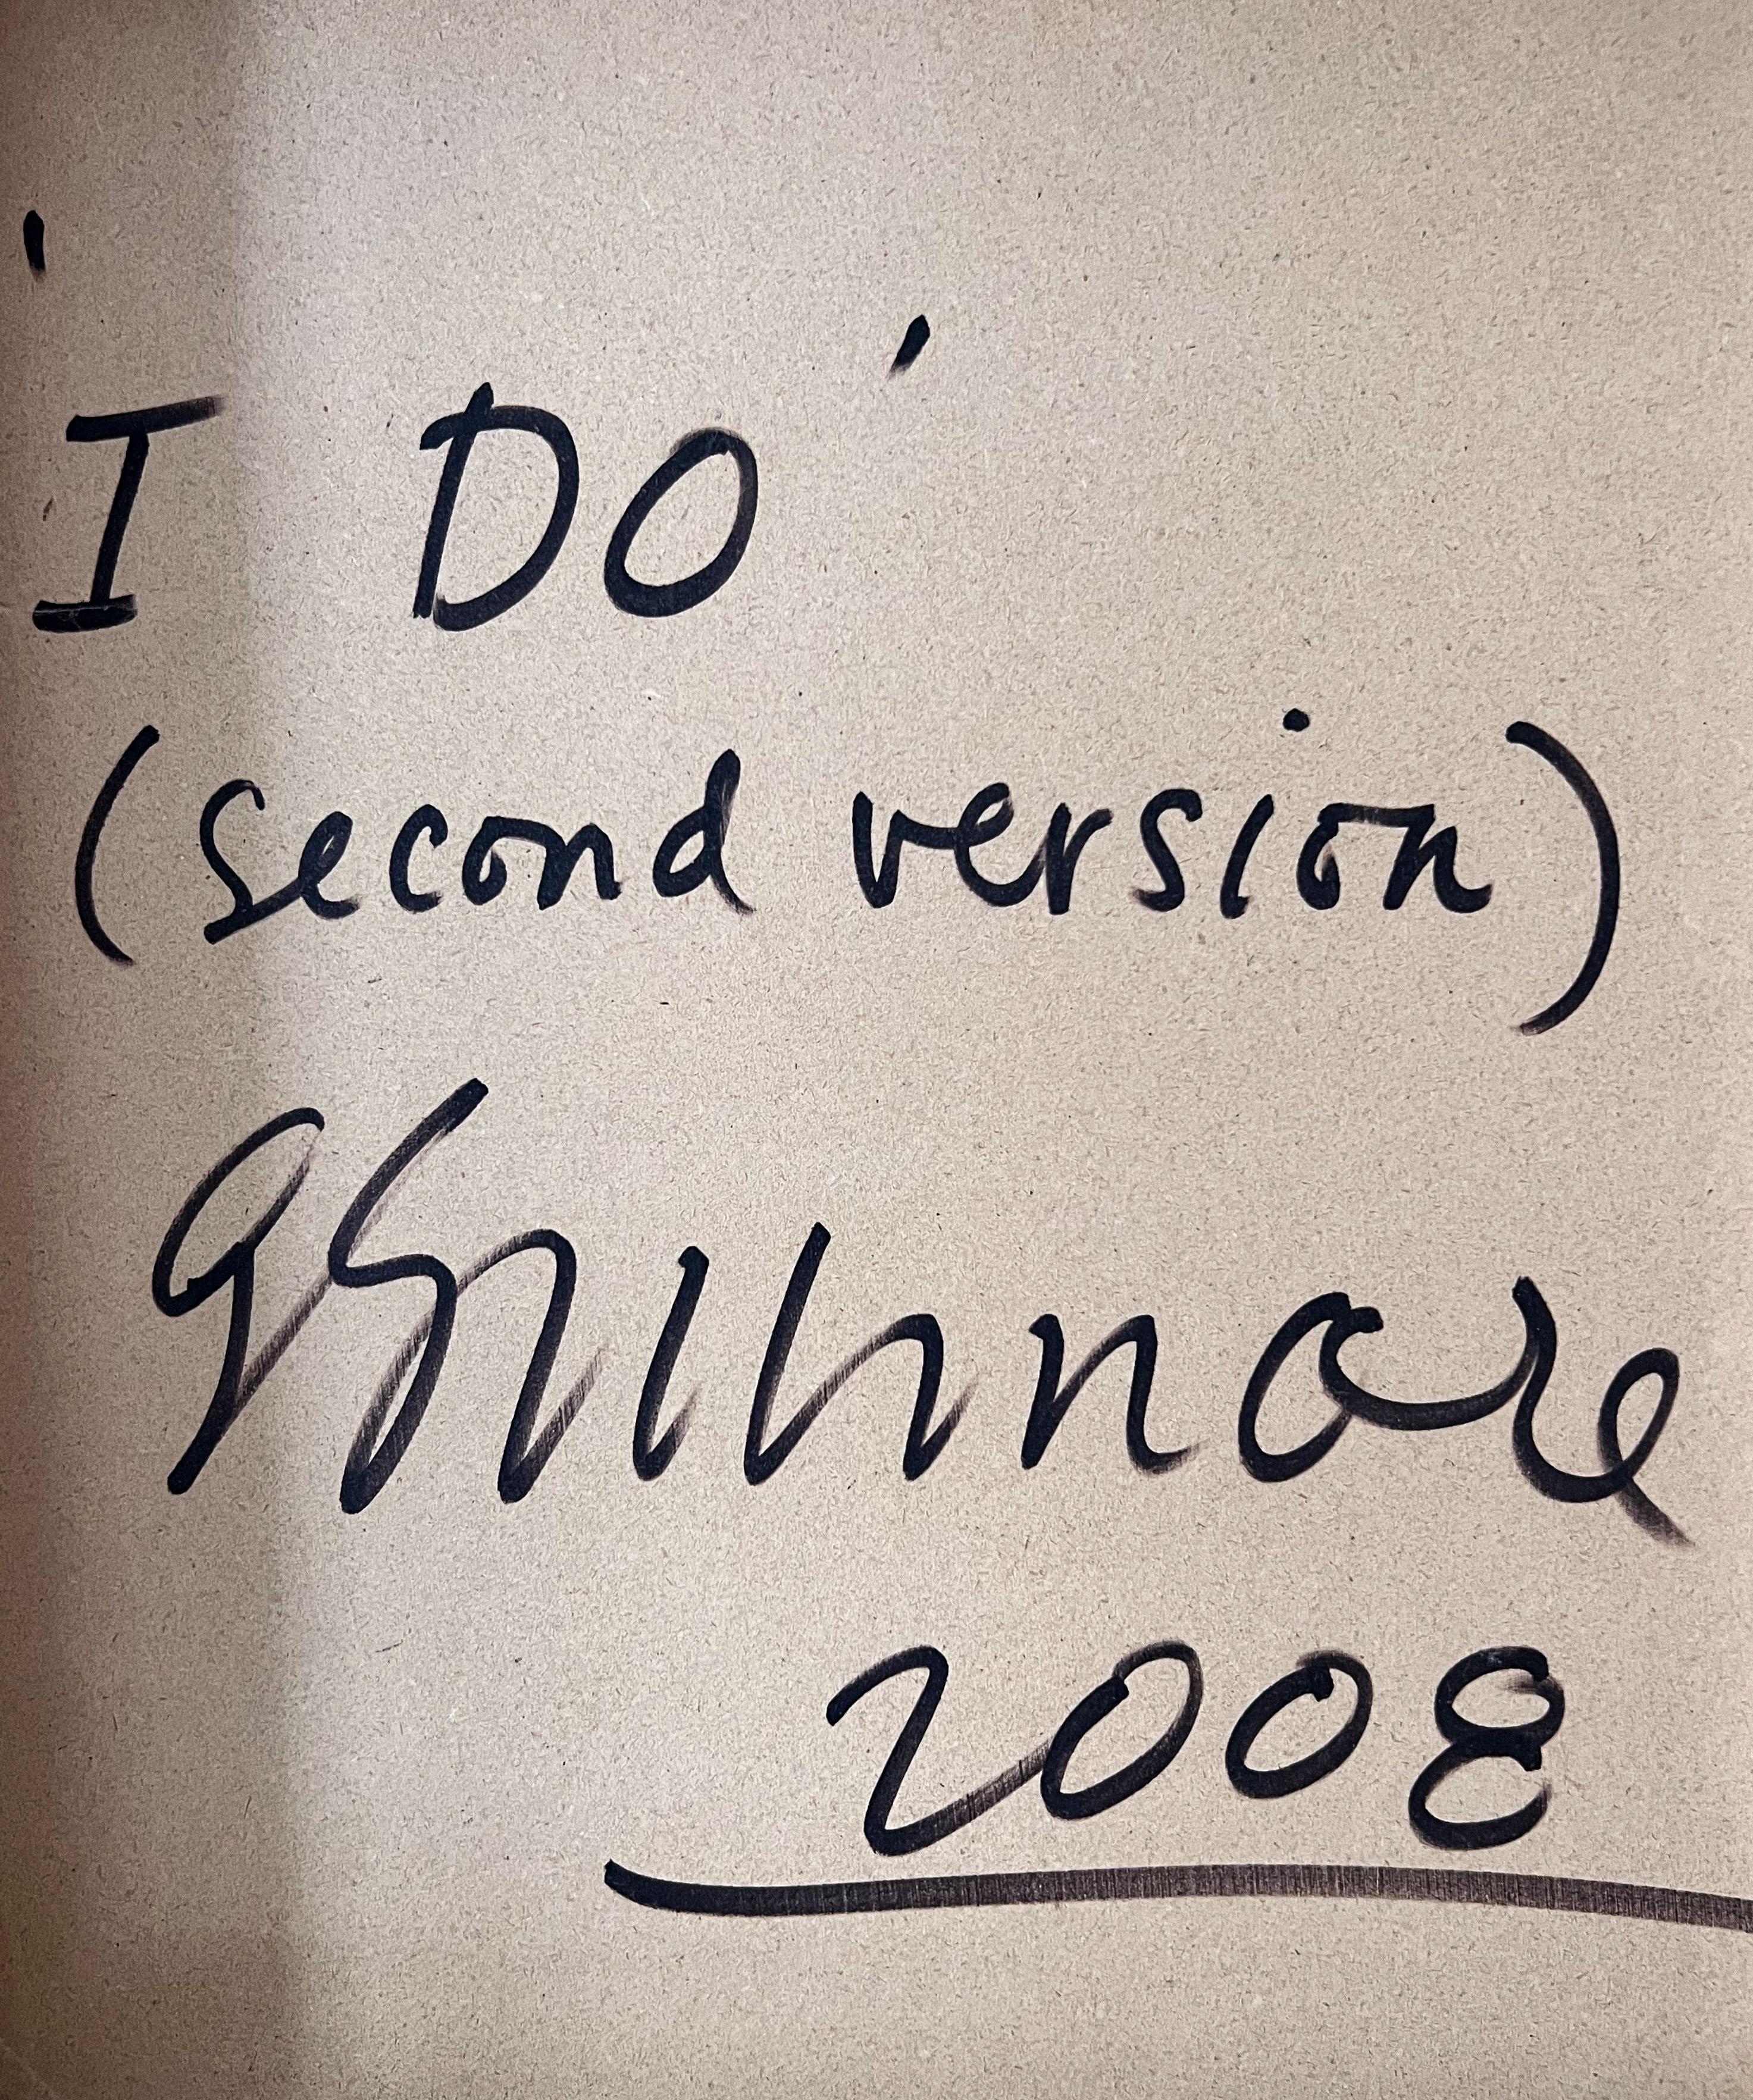 ' I DO '
(second version)
2008